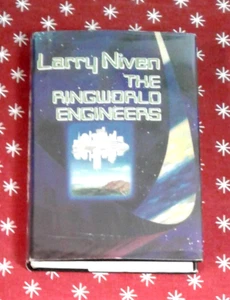 Larry Niven
THE
RINGWORLD
ENGINEERS